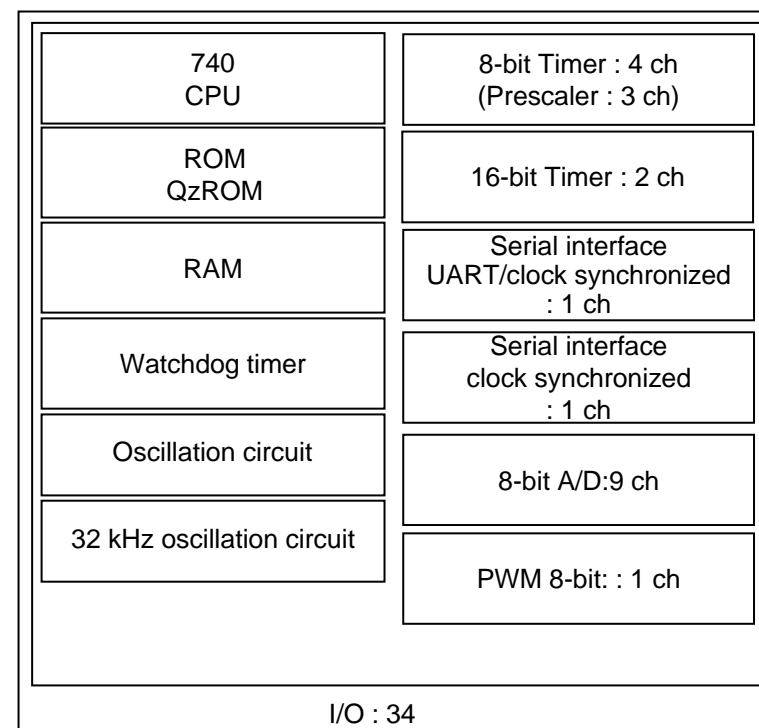 740
CPU
ROM
QzROM
RAM
Watchdog timer
Oscillation circuit
32 kHz oscillation circuit
8-bit Timer : 4 ch
(Prescaler : 3 ch)
16-bit Timer : 2 ch
Serial interface
UART/clock synchronized
: 1 ch
Serial interface
clock synchronized
: 1 ch
8-bit A/D:9 ch
PWM 8-bit: : 1 ch
I/O : 34